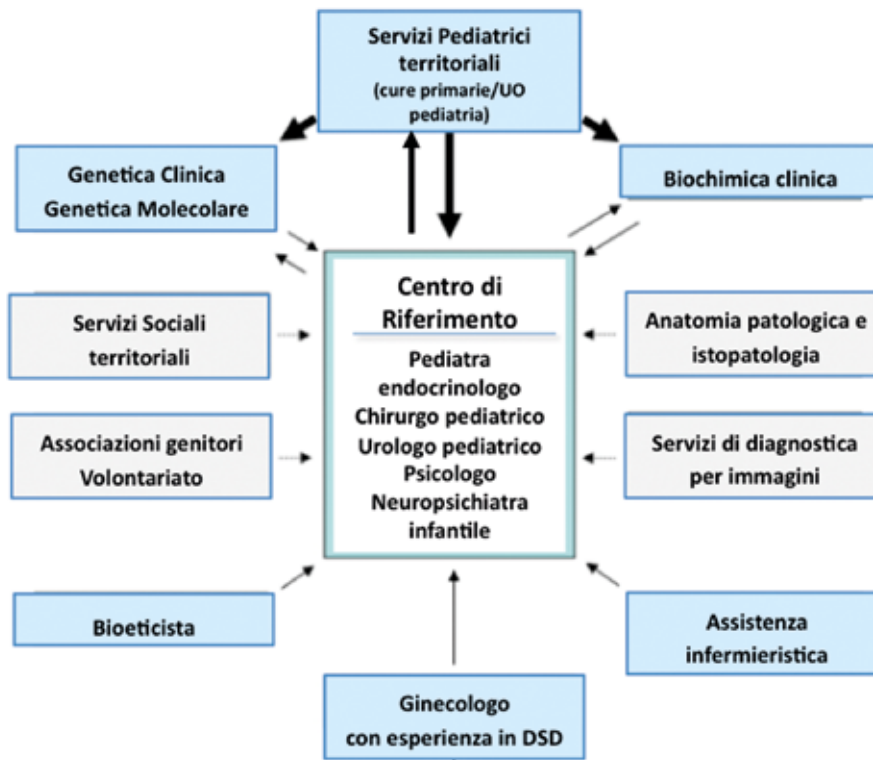 Servizi Pediatrici
territoriali
(cure primarie/UO
pediatria)
Genetica Clinica
Genetica Molecolare
Biochimica clinica
Centro di
Riferimento
Pediatra
endocrinologo
Chirurgo pediatrico
Urologo pediatrico
Psicologo
Neuropsichiatra
infantile
Servizi Sociali
territoriali
Anatomia patologica e
istopatologia
Associazioni genitori
Volontariato
Servizi di diagnostica
per immagini
Bioeticista
Assistenza
infermieristica
Ginecologo
con esperienza in DSD